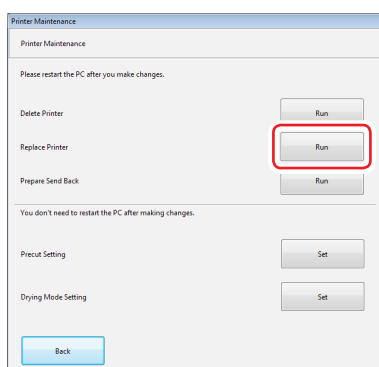 Printer Maintenance
Printer Maintenance
Please restart the PC after you make changes.
Delete Printer Run
Replace Printer Run
Prepare Send Back Run
You don't need to restart the PC after making changes.
Precut Setting Set
Drying Mode Setting Set
Back